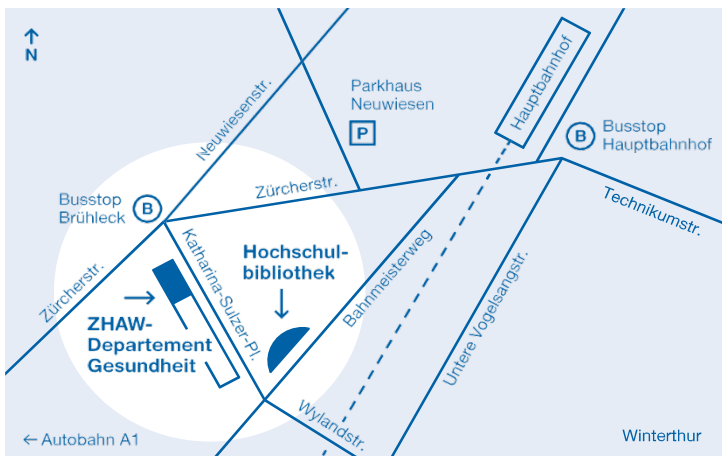 N
Neuwiesenstr.
Parkhaus
Neuwiesen
P
Hauptbahnhof
B
Busstop
Hauptbahnhof
Busstop
Brühleck
B
Zürcherstr.
Technikumstr.
Zürcherstr.
Katharina-Sulzer-Pl.
Hochschul-
bibliothek
Bahnmeisterweg
Untere Vogelsangstr.
ZHAW-
Departement
Gesundheit
Wylandstr.
← Autobahn A1
Winterthur